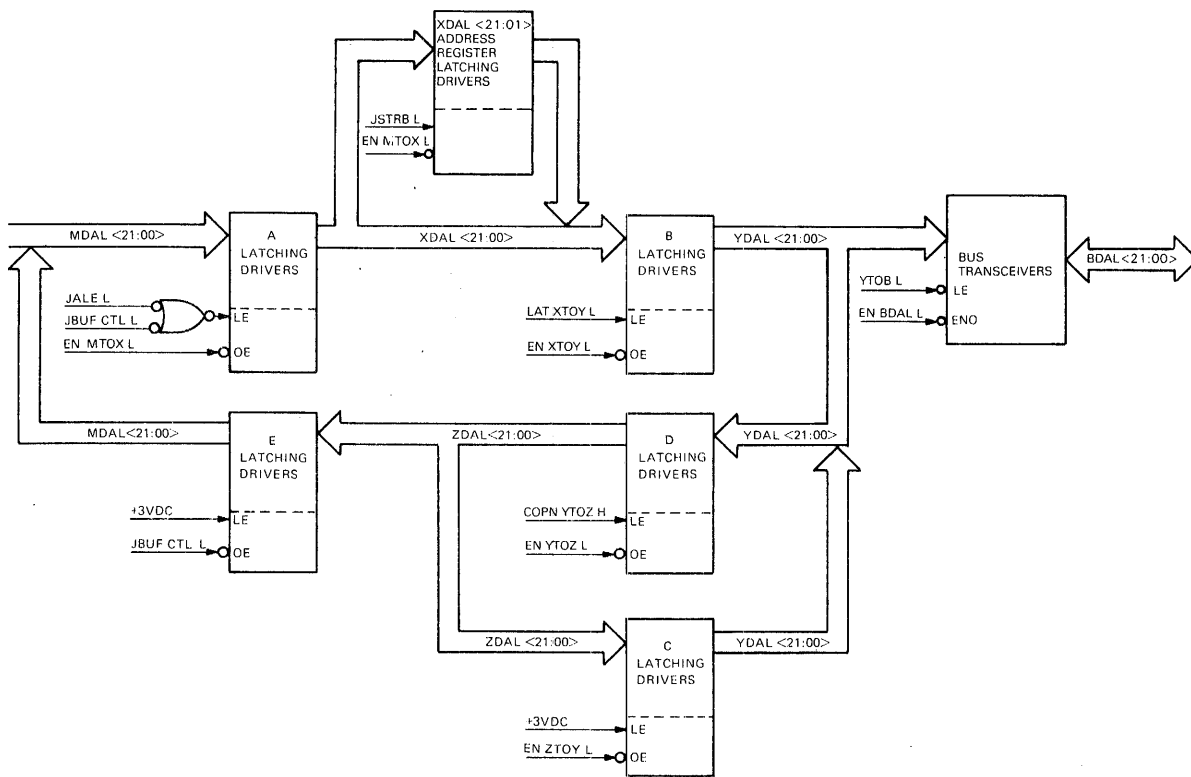 XDAL <21:01>
ADDRESS
REGISTER
LATCHING
DRIVERS
JSTRB L
EN MTOX L
MDAL <21:00>
A
LATCHING
DRIVERS
JALE L
JBUF CTL L
LE
EN MTOX L
OE
XDAL <21:00>
B
LATCHING
DRIVERS
LAT XTOY L
LE
EN XTOY L
OE
YDAL <21:00>
BUS
TRANSCEIVERS
YTOB L
LE
EN BDAL L
ENO
BDAL<21:00>
MDAL<21:00>
E
LATCHING
DRIVERS
+3VDC
LE
JBUF CTL L
OE
ZDAL<21:00>
D
LATCHING
DRIVERS
COPN YTOZ H
LE
EN YTOZ L
OE
YDAL <21:00>
ZDAL <21:00>
C
LATCHING
DRIVERS
+3VDC
LE
EN ZTOY L
OE
YDAL <21:00>